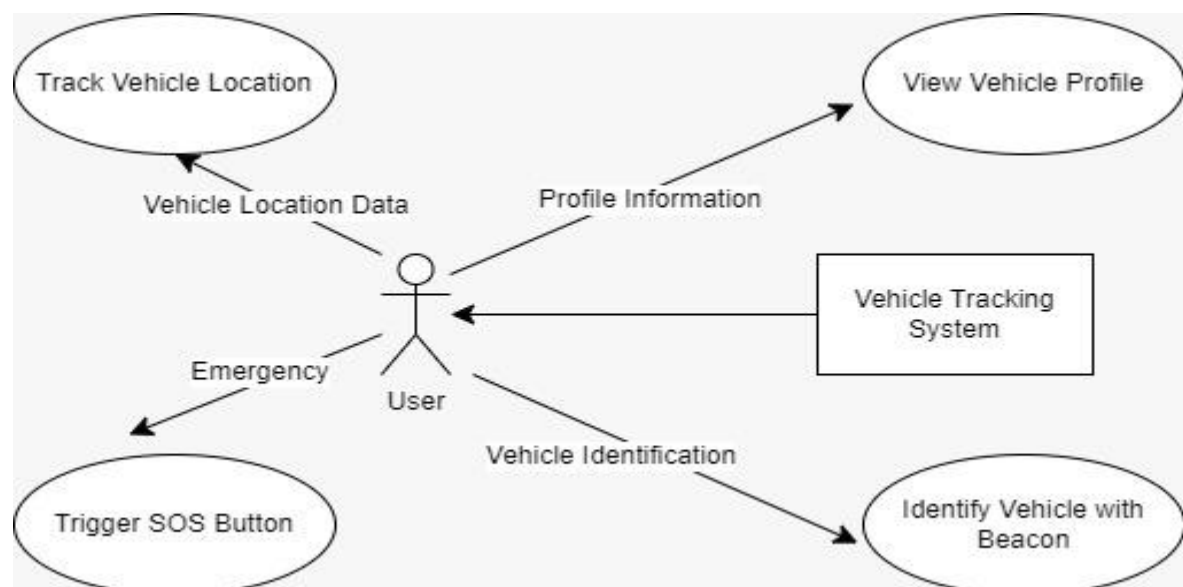 Track Vehicle Location
View Vehicle Profile
Vehicle Location Data
Profile Information
Vehicle Tracking
System
Emergency
User
Vehicle Identification
Trigger SOS Button
Identify Vehicle with
Beacon